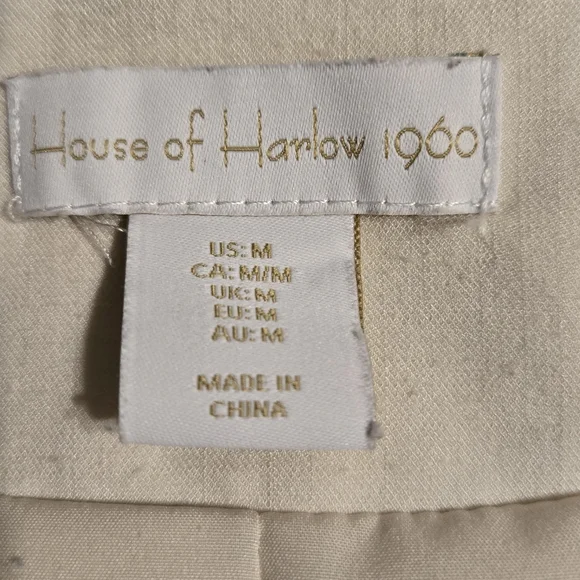 House of Harlow 1960
US: M
CA: M/M
UK: M
EU: M
AU: M
MADE IN
CHINA